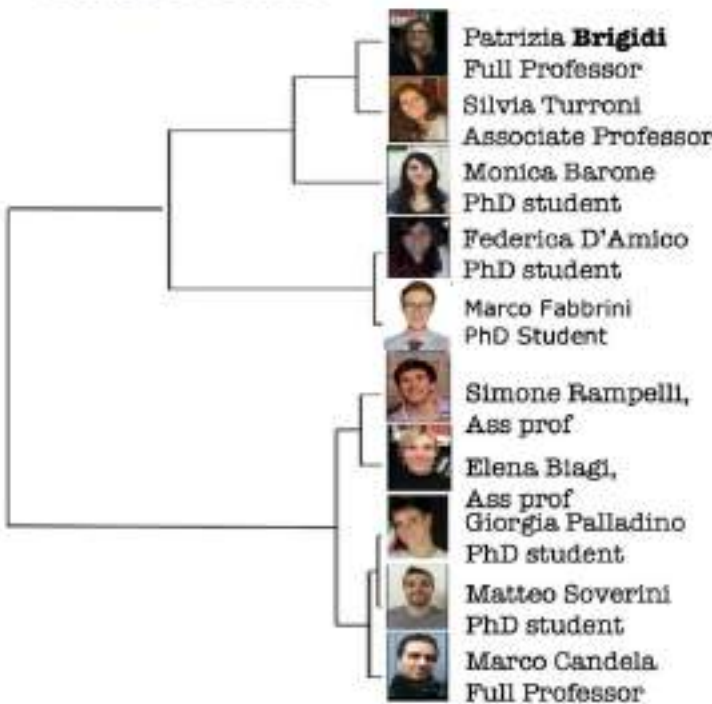 Patrizia Brigidi
Full Professor
Silvia Turroni
Associate Professor
Monica Barone
PhD student
Federica D'Amico
PhD student
Marco Fabbrini
PhD Student
Simone Rampelli,
Ass prof
Elena Biagi,
Ass prof
Giorgia Palladino
PhD student
Matteo Soverini
PhD student
Marco Candela
Full Professor